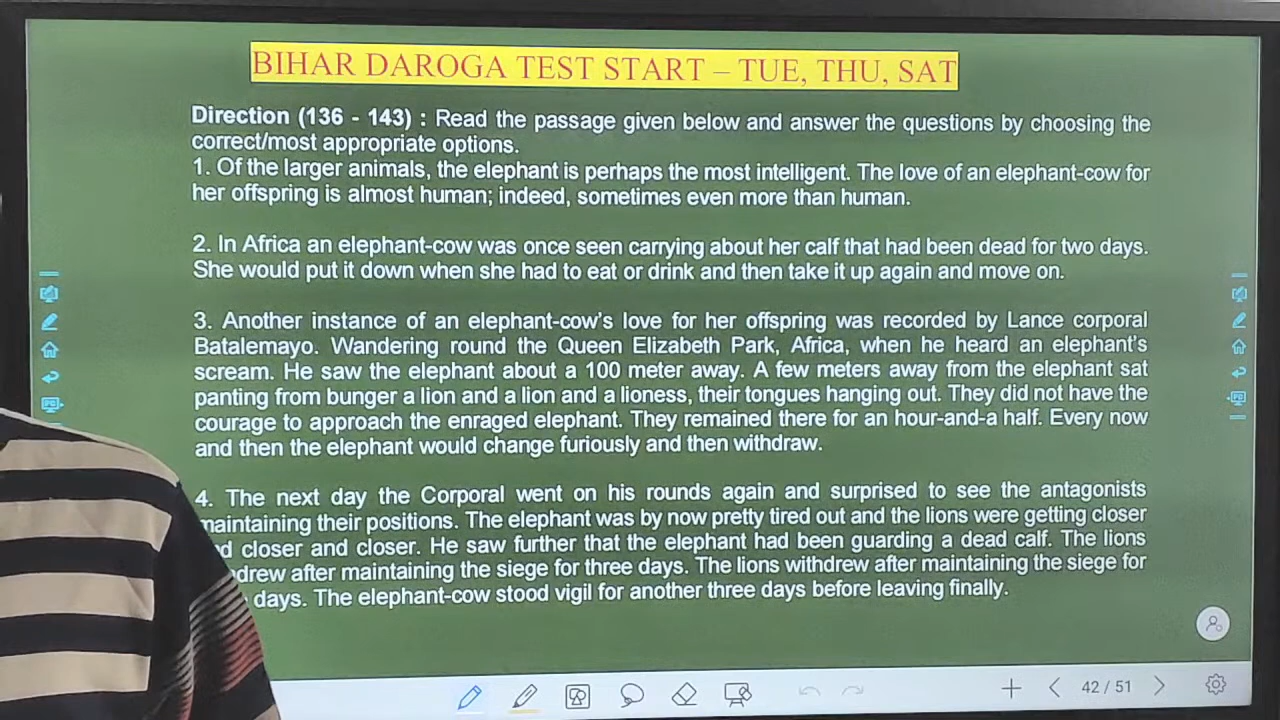 BIHAR DAROGA TEST START – TUE, THU, SAT
Direction (136 - 143) : Read the passage given below and answer the questions by choosing the
correct/most appropriate options.
1. Of the larger animals, the elephant is perhaps the most intelligent. The love of an elephant-cow for
her offspring is almost human; indeed, sometimes even more than human.
2. In Africa an elephant-cow was once seen carrying about her calf that had been dead for two days.
She would put it down when she had to eat or drink and then take it up again and move on.
3. Another instance of an elephant-cow's love for her offspring was recorded by Lance corporal
Batalemayo. Wandering round the Queen Elizabeth Park, Africa, when he heard an elephant's
scream. He saw the elephant about a 100 meter away. A few meters away from the elephant sat
panting from bunger a lion and a lion and a lioness, their tongues hanging out. They did not have the
courage to approach the enraged elephant. They remained there for an hour-and-a half. Every now
and then the elephant would change furiously and then withdraw.
4. The next day the Corporal went on his rounds again and surprised to see the antagonists
maintaining their positions. The elephant was by now pretty tired out and the lions were getting closer
closer and closer. He saw further that the elephant had been guarding a dead calf. The lions
drew after maintaining the siege for three days. The lions withdrew after maintaining the siege for
days. The elephant-cow stood vigil for another three days before leaving finally.
42 / 51